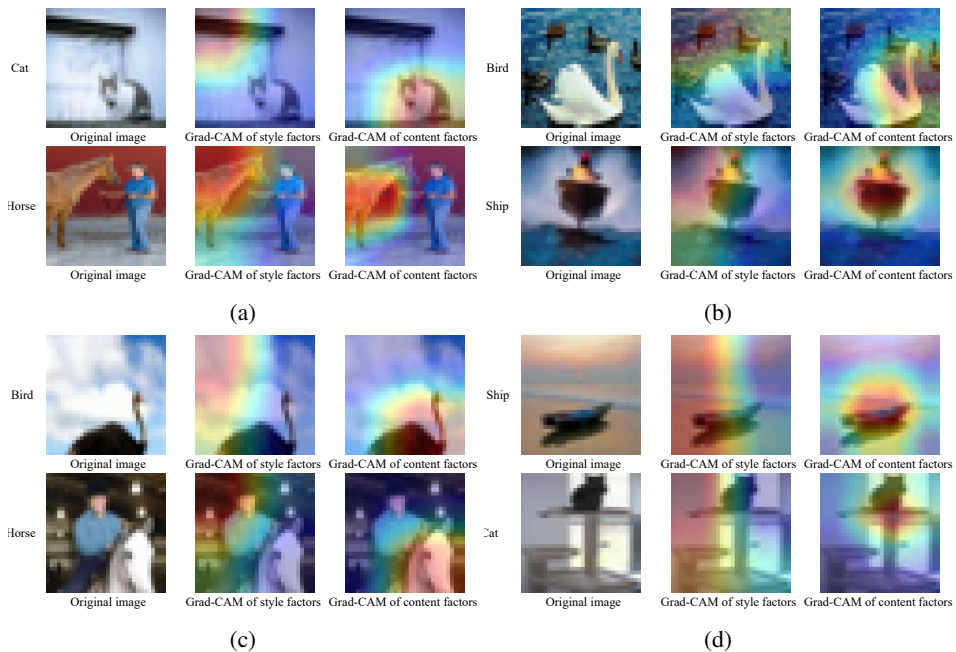 Cat
Original image Grad-CAM of style factors Grad-CAM of content factors
Horse
Original image Grad-CAM of style factors Grad-CAM of content factors
(a)
Bird
Original image Grad-CAM of style factors Grad-CAM of content factors
Ship
Original image Grad-CAM of style factors Grad-CAM of content factors
(b)
Bird
Original image Grad-CAM of style factors Grad-CAM of content factors
Horse
Original image Grad-CAM of style factors Grad-CAM of content factors
(c)
Ship
Original image Grad-CAM of style factors Grad-CAM of content factors
Cat
Original image Grad-CAM of style factors Grad-CAM of content factors
(d)